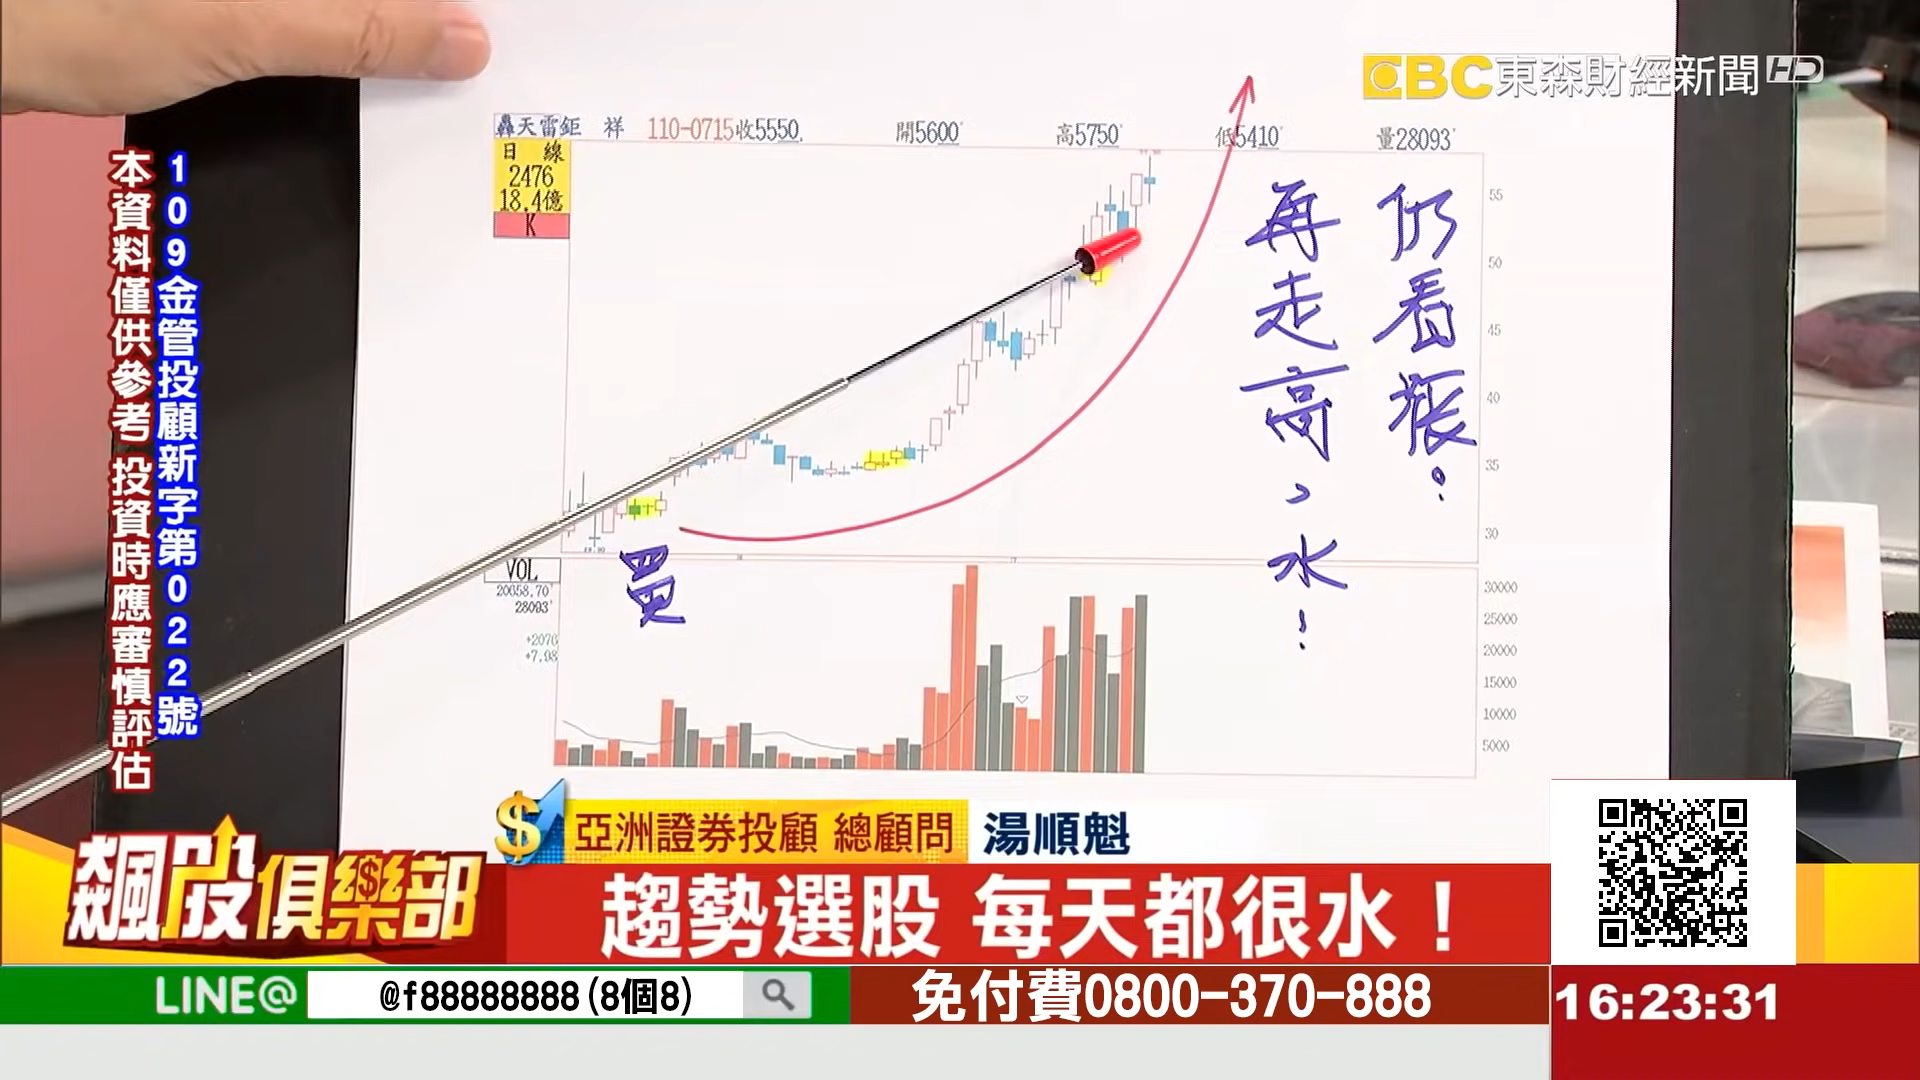 EBC東森財經新聞HD
轟天雷鉅 祥 110-0715收5550. 開5600' 高5750' 低5410' 量28093'
日 線
2476
18.4億
K
55
50
45
40
35
30
仍看漲:
再走高、水!
買
VOL
20058.70'
28093'
+2076
+7.98
30000
25000
20000
15000
10000
5000
109金管投顧新字第022號
本資料僅供參考 投資時應審慎評估
$ 亞洲證券投顧 總顧問 湯順魁
飆股俱樂部
趨勢選股 每天都很水!
LINE@ @f88888888(8個8)
免付費0800-370-888
16:23:31